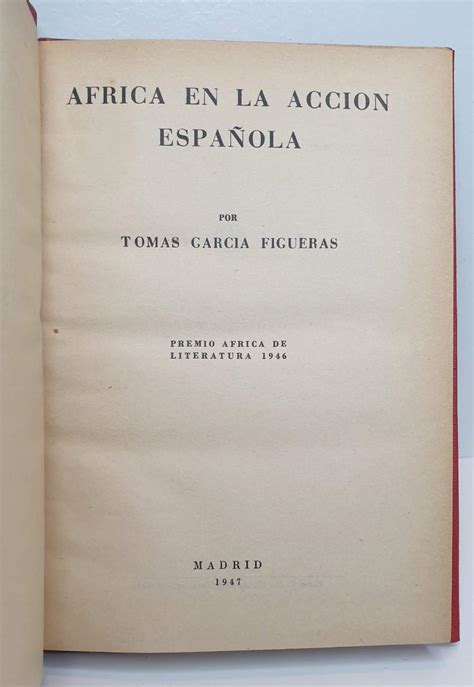 AFRICA EN LA ACCION
ESPAÑOLA
POR
TOMAS GARCIA FIGUERAS
PREMIO AFRICA DE
LITERATURA 1946
MADRID
1947